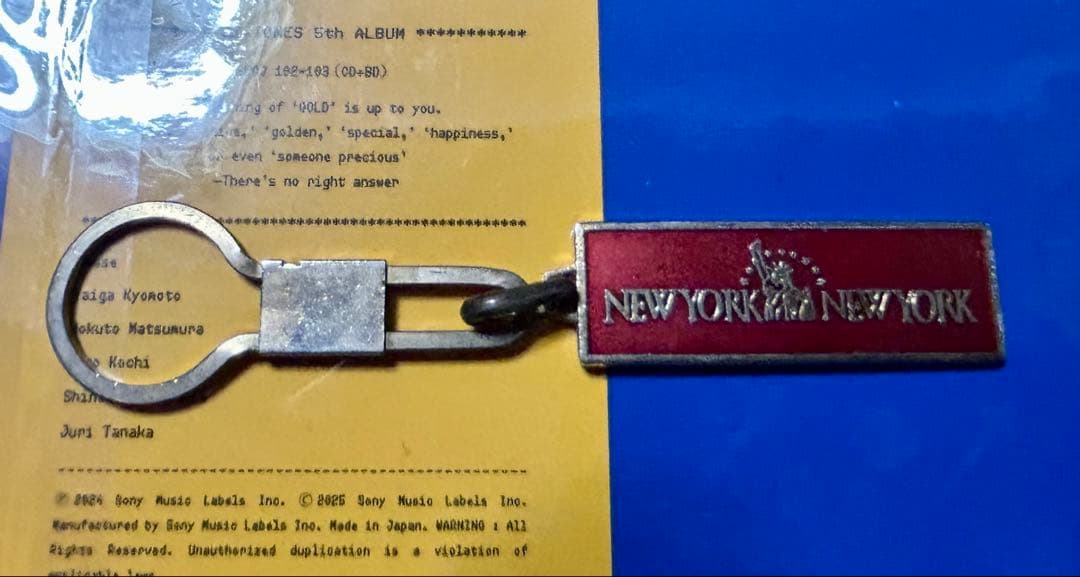 5th ALBUM ***********
102-103 (CD+BD)
of 'GOLD' is up to you.
'golden,' 'special,' 'happiness,'
even 'someone precious'
—There's no right answer
Kyomoto
Matsumura
Kochi
Juri Tanaka
NEW YORK NEW YORK
Ⓟ 2024 Sony Music Labels Inc. Ⓒ 2025 Sony Music Labels Inc.
Manufactured by Sony Music Labels Inc. Made in Japan. WARNING : All
Rights Reserved. Unauthorized duplication is a violation of
applicable laws